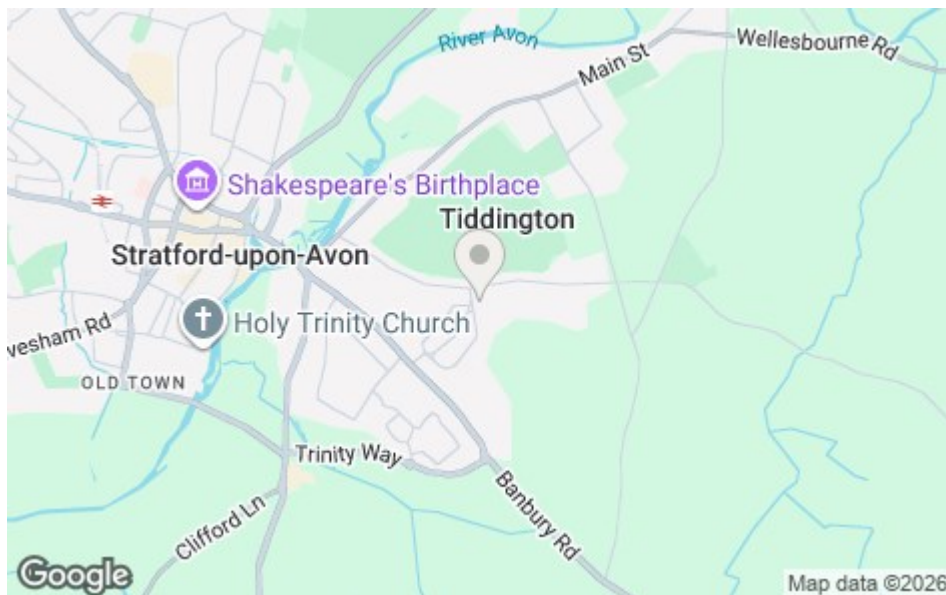 River Avon
Main St
Wellesbourne Rd
Shakespeare's Birthplace
Tiddington
Stratford-upon-Avon
Holy Trinity Church
vesham Rd
OLD TOWN
Trinity Way
Banbury Rd
Clifford Ln
Google
Map data ©2026